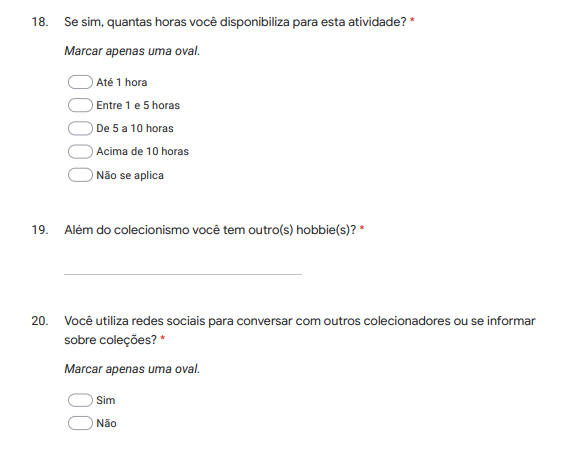 18. Se sim, quantas horas você disponibiliza para esta atividade? *
Marcar apenas uma oval.
Até 1 hora
Entre 1 e 5 horas
De 5 a 10 horas
Acima de 10 horas
Não se aplica
19. Além do colecionismo você tem outro(s) hobbie(s)? *
20. Você utiliza redes sociais para conversar com outros colecionadores ou se informar
sobre coleções? *
Marcar apenas uma oval.
Sim
Não